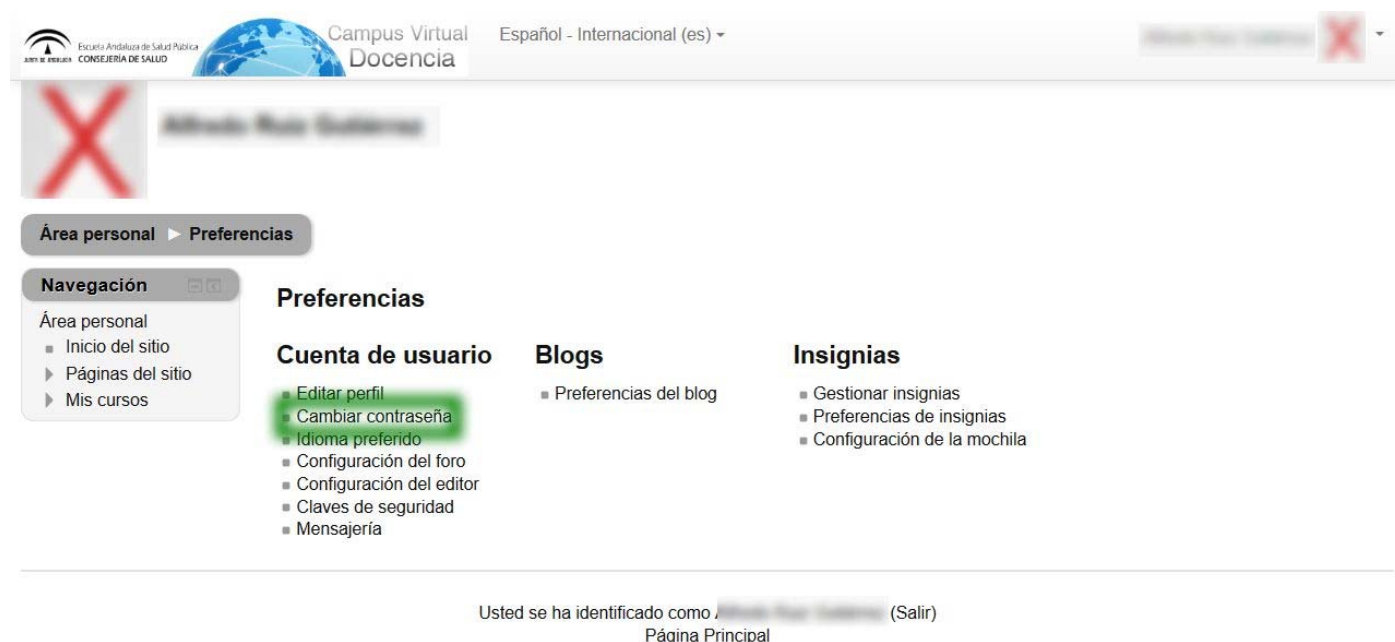 Escuela Andaluza de Salud Pública
JUNTA DE ANDALUCIA CONSEJERÍA DE SALUD
Campus Virtual
Docencia
Español - Internacional (es)
Área personal Preferencias
Navegación
Área personal
Inicio del sitio
Páginas del sitio
Mis cursos
Preferencias
Cuenta de usuario
Editar perfil
Cambiar contraseña
Idioma preferido
Configuración del foro
Configuración del editor
Claves de seguridad
Mensajería
Blogs
Preferencias del blog
Insignias
Gestionar insignias
Preferencias de insignias
Configuración de la mochila
Usted se ha identificado como (Salir)
Página Principal